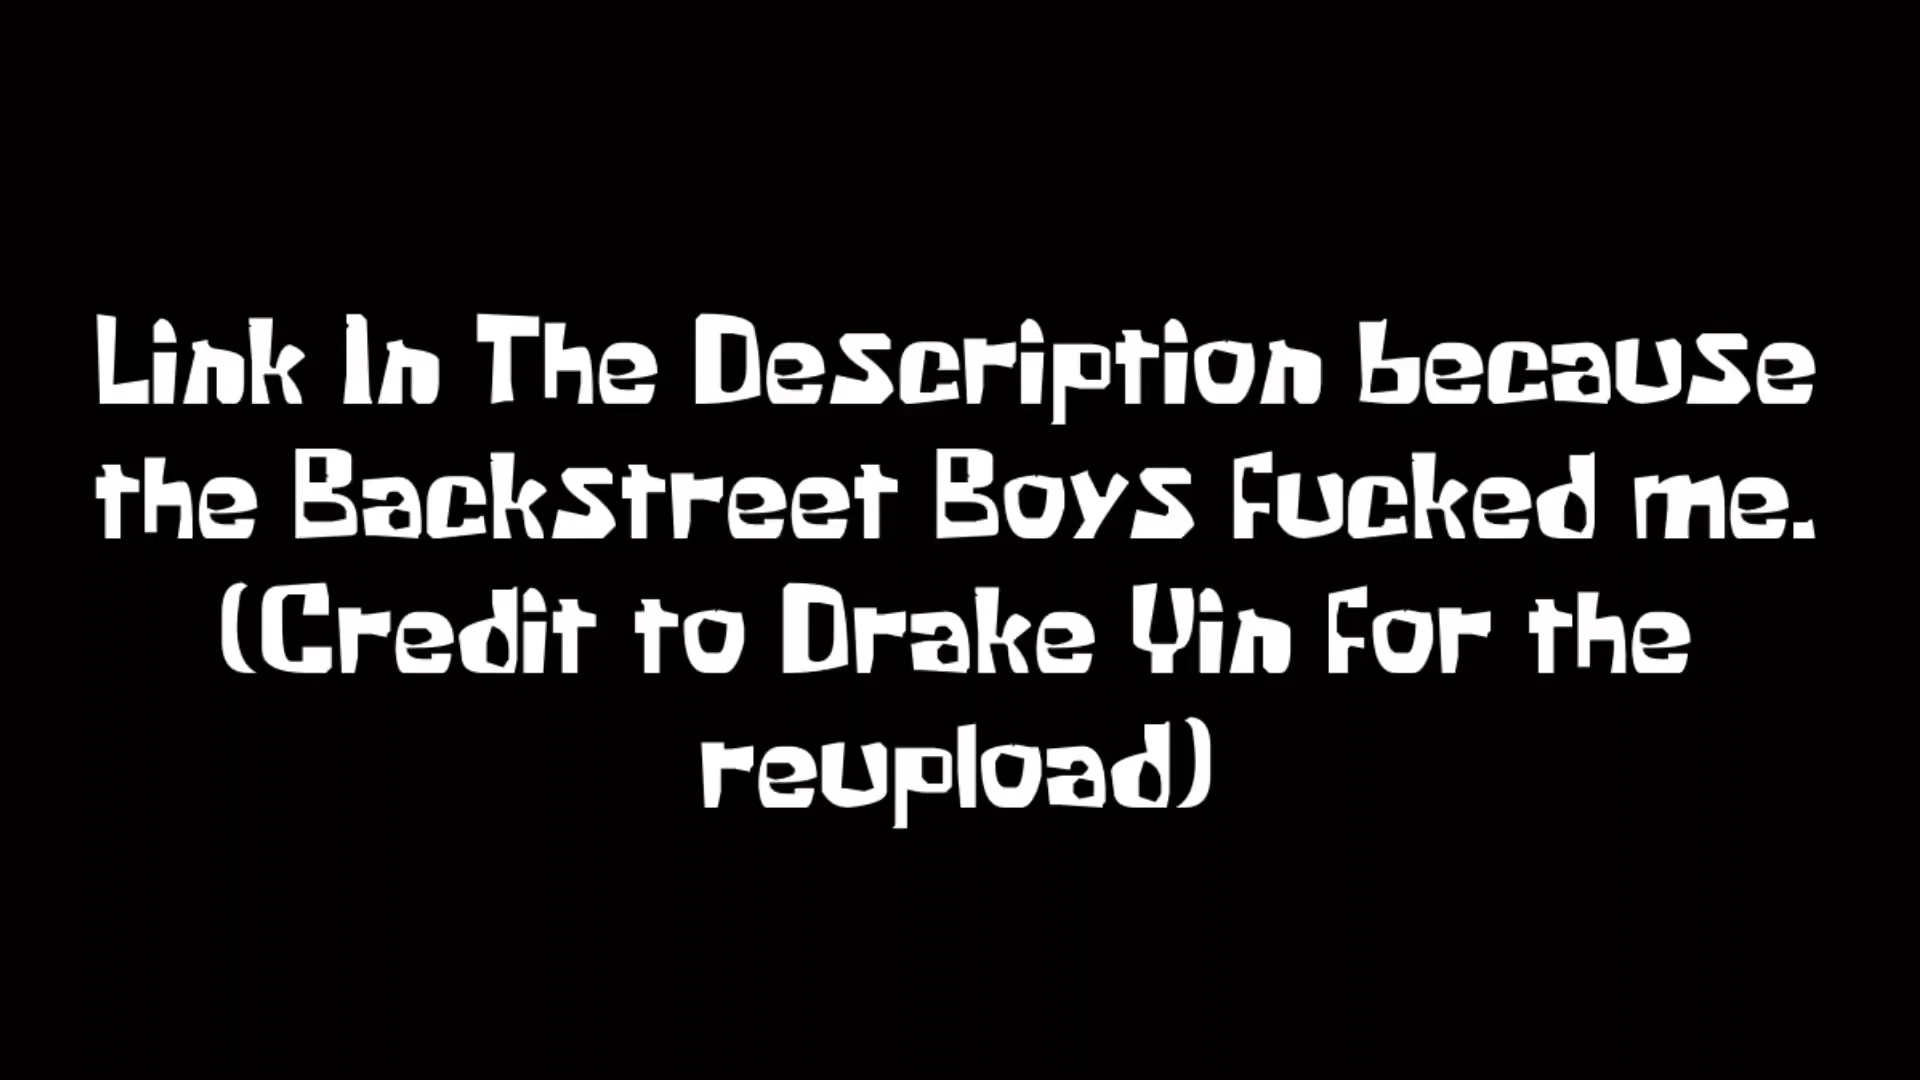 Link In The Description because
the Backstreet Boys fucked me.
(Credit to Drake Yin for the
reupload)